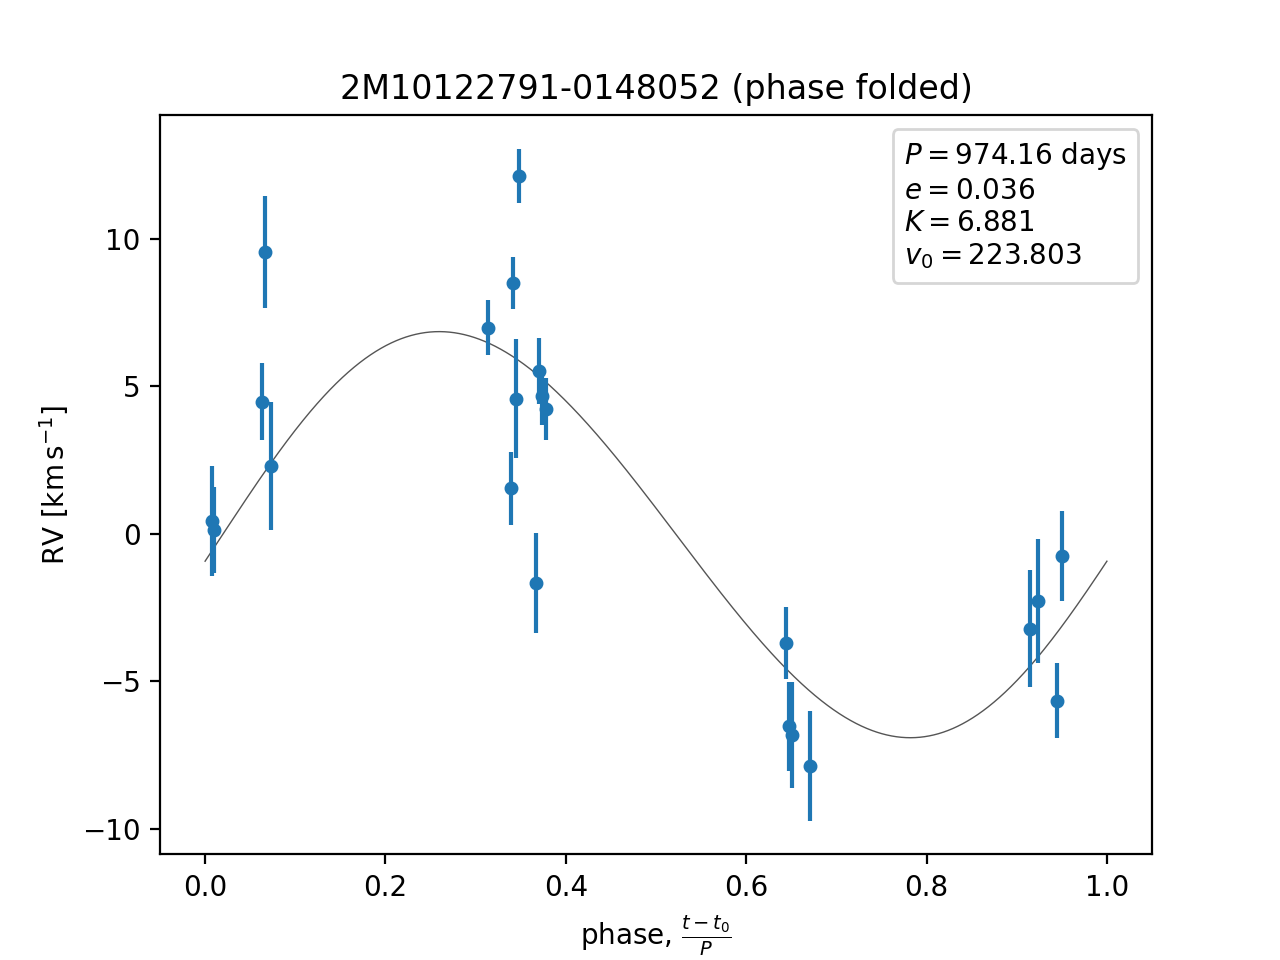 2M10122791-0148052 (phase folded)
P = 974.16 days
e = 0.036
K = 6.881
v₀ = 223.803
10
5
0
−5
−10
RV [km s⁻¹]
0.0 0.2 0.4 0.6 0.8 1.0
phase, (t − t₀)/P